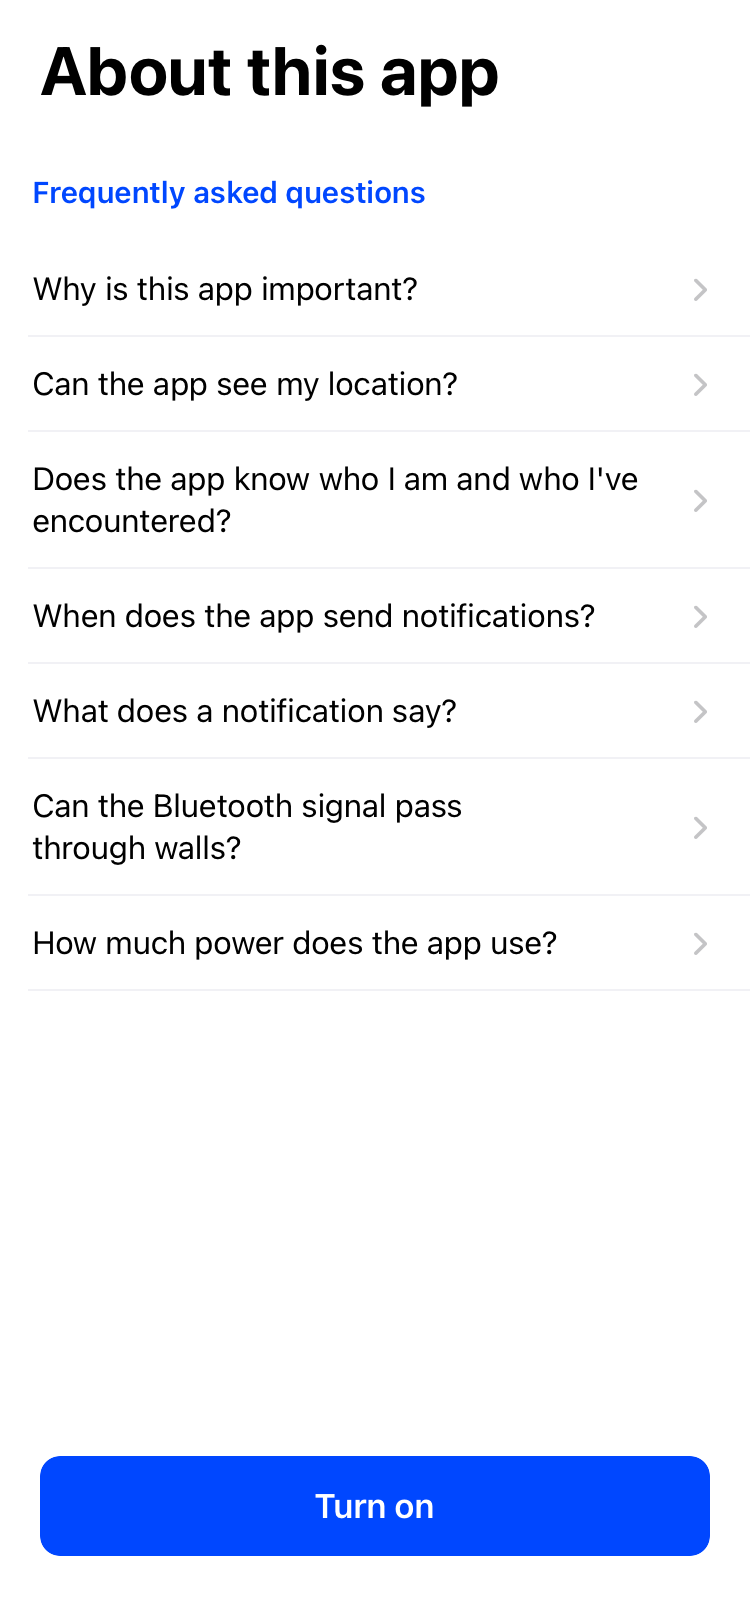 About this app
Frequently asked questions
Why is this app important?
Can the app see my location?
Does the app know who I am and who I've
encountered?
When does the app send notifications?
What does a notification say?
Can the Bluetooth signal pass
through walls?
How much power does the app use?
Turn on